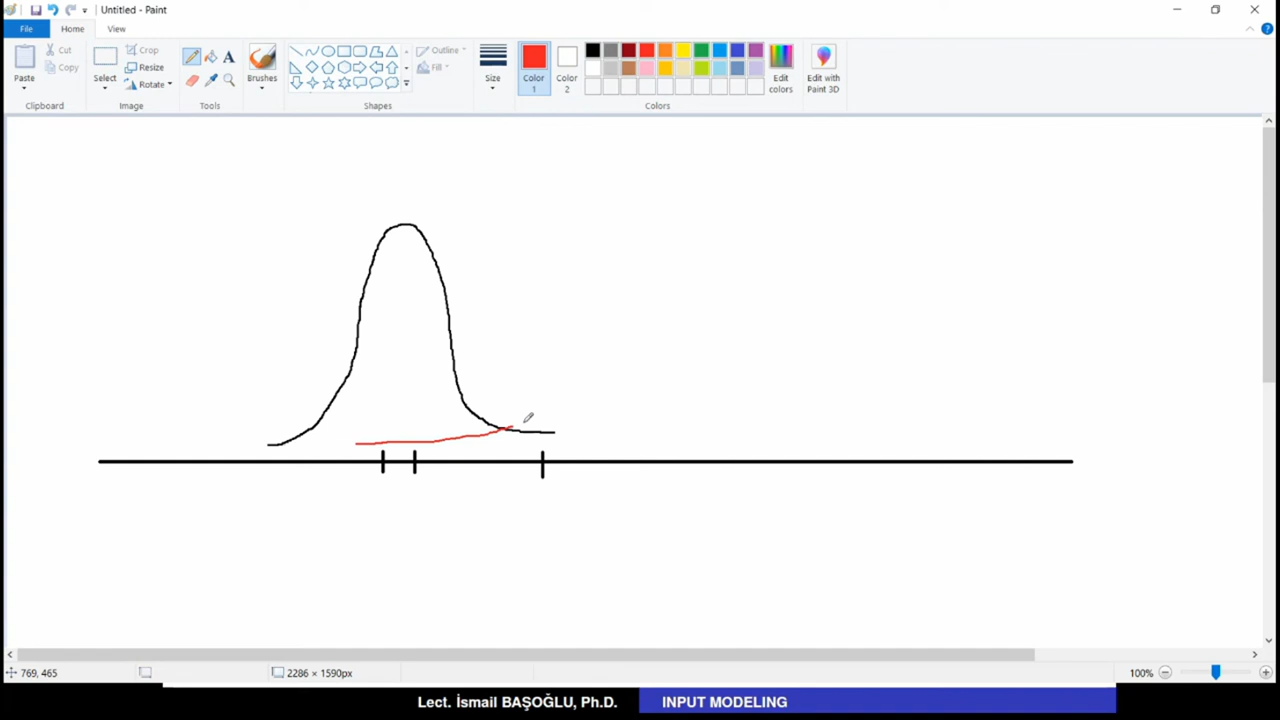 Untitled - Paint
File Home View
Paste
Cut
Copy
Clipboard
Select
Crop
Resize
Rotate
Image
A
Tools
Brushes
Outline
Fill
Shapes
Size
Color 1
Color 2
Edit colors
Colors
Edit with Paint 3D
769, 465
2286 × 1590px
100%
Lect. İsmail BAŞOĞLU, Ph.D.
INPUT MODELING